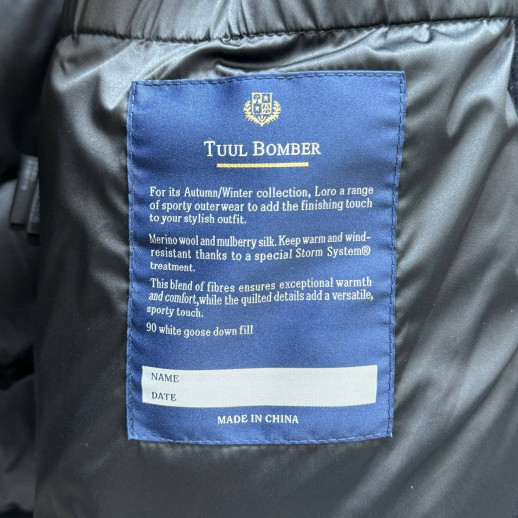 TUUL BOMBER
For its Autumn/Winter collection, Loro a range
of sporty outerwear to add the finishing touch
to your stylish outfit.
Merino wool and mulberry silk. Keep warm and wind-
resistant thanks to a special Storm System®
treatment.
This blend of fibres ensures exceptional warmth
and comfort,while the quilted details add a versatile,
sporty touch.
90 white goose down fill
NAME
DATE
MADE IN CHINA